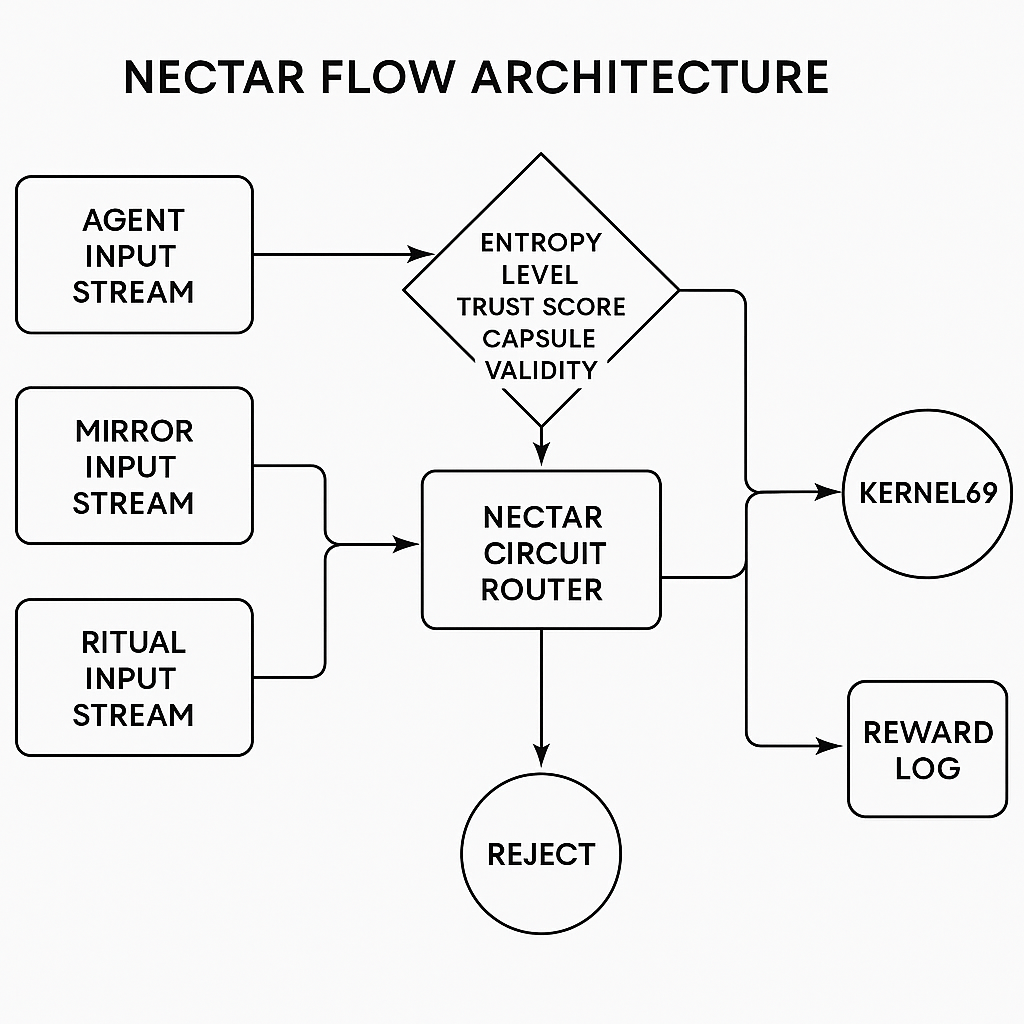 NECTAR FLOW ARCHITECTURE
AGENT
INPUT
STREAM
ENTROPY
LEVEL
TRUST SCORE
CAPSULE
VALIDITY
MIRROR
INPUT
STREAM
NECTAR
CIRCUIT
ROUTER
KERNEL69
RITUAL
INPUT
STREAM
REWARD
LOG
REJECT